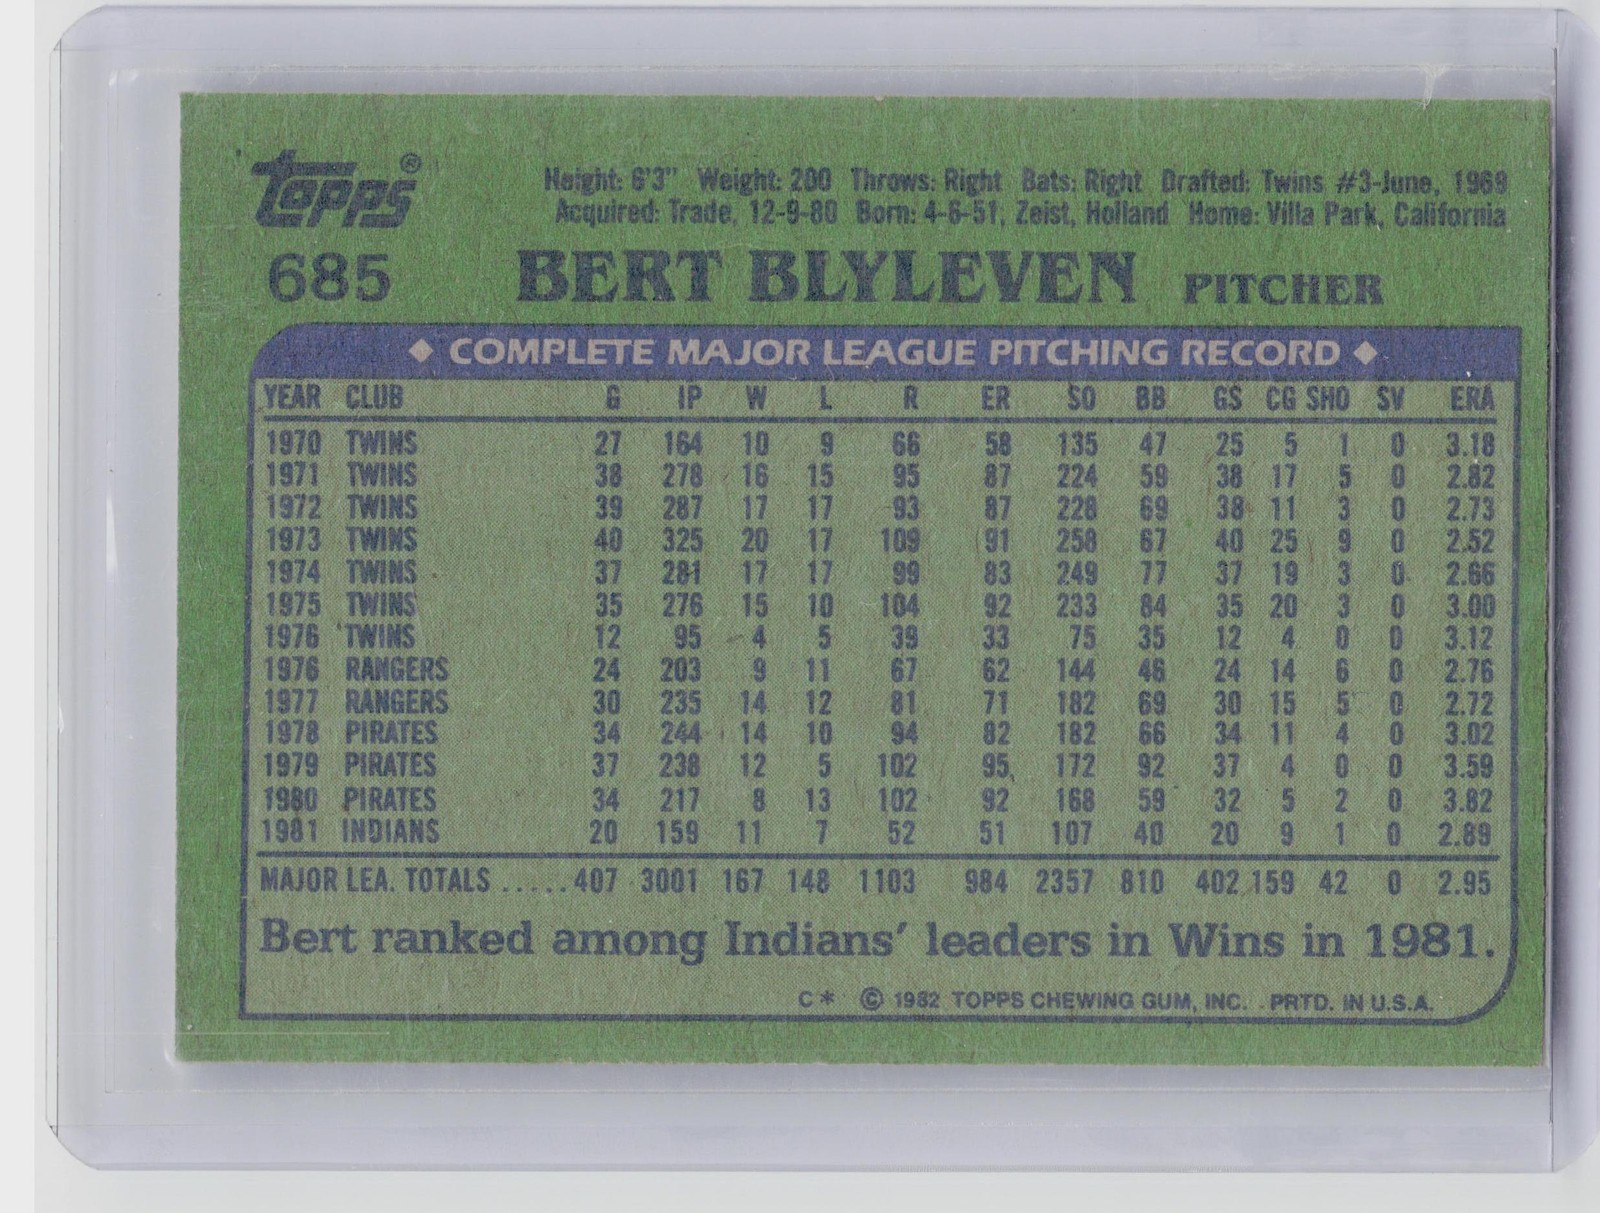 Topps®
Height: 6'3" Weight: 200 Throws: Right Bats: Right Drafted: Twins #3-June, 1969
Acquired: Trade, 12-9-80 Born: 4-6-51, Zeist, Holland Home: Villa Park, California
685 BERT BLYLEVEN PITCHER
◆ COMPLETE MAJOR LEAGUE PITCHING RECORD ◆
YEAR CLUB G IP W L R ER SO BB GS CG SHO SV ERA
1970 TWINS 27 164 10 9 66 58 135 47 25 5 1 0 3.18
1971 TWINS 38 278 16 15 95 87 224 59 38 17 5 0 2.82
1972 TWINS 39 287 17 17 93 87 228 69 38 11 3 0 2.73
1973 TWINS 40 325 20 17 109 91 258 67 40 25 9 0 2.52
1974 TWINS 37 281 17 17 99 83 249 77 37 19 3 0 2.66
1975 TWINS 35 276 15 10 104 92 233 84 35 20 3 0 3.00
1976 TWINS 12 95 4 5 39 33 75 35 12 4 0 0 3.12
1976 RANGERS 24 203 9 11 67 62 144 46 24 14 6 0 2.76
1977 RANGERS 30 235 14 12 81 71 182 69 30 15 5 0 2.72
1978 PIRATES 34 244 14 10 94 82 182 66 34 11 4 0 3.02
1979 PIRATES 37 238 12 5 102 95 172 92 37 4 0 0 3.59
1980 PIRATES 34 217 8 13 102 92 168 59 32 5 2 0 3.82
1981 INDIANS 20 159 11 7 52 51 107 40 20 9 1 0 2.89
MAJOR LEA. TOTALS ..... 407 3001 167 148 1103 984 2357 810 402 159 42 0 2.95
Bert ranked among Indians' leaders in Wins in 1981.
C* © 1982 TOPPS CHEWING GUM, INC. PRTD. IN U.S.A.